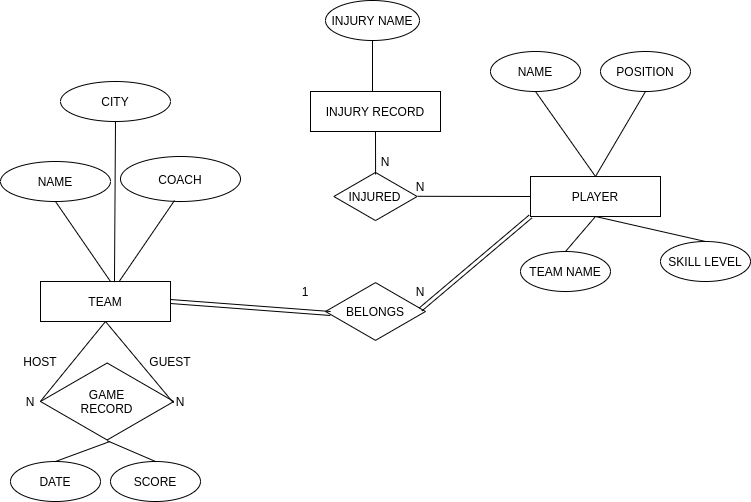 INJURY NAME
NAME
POSITION
CITY
INJURY RECORD
N
NAME
COACH
INJURED
N
PLAYER
TEAM NAME
SKILL LEVEL
TEAM
1
N
BELONGS
HOST
GUEST
N
GAME
RECORD
N
DATE
SCORE